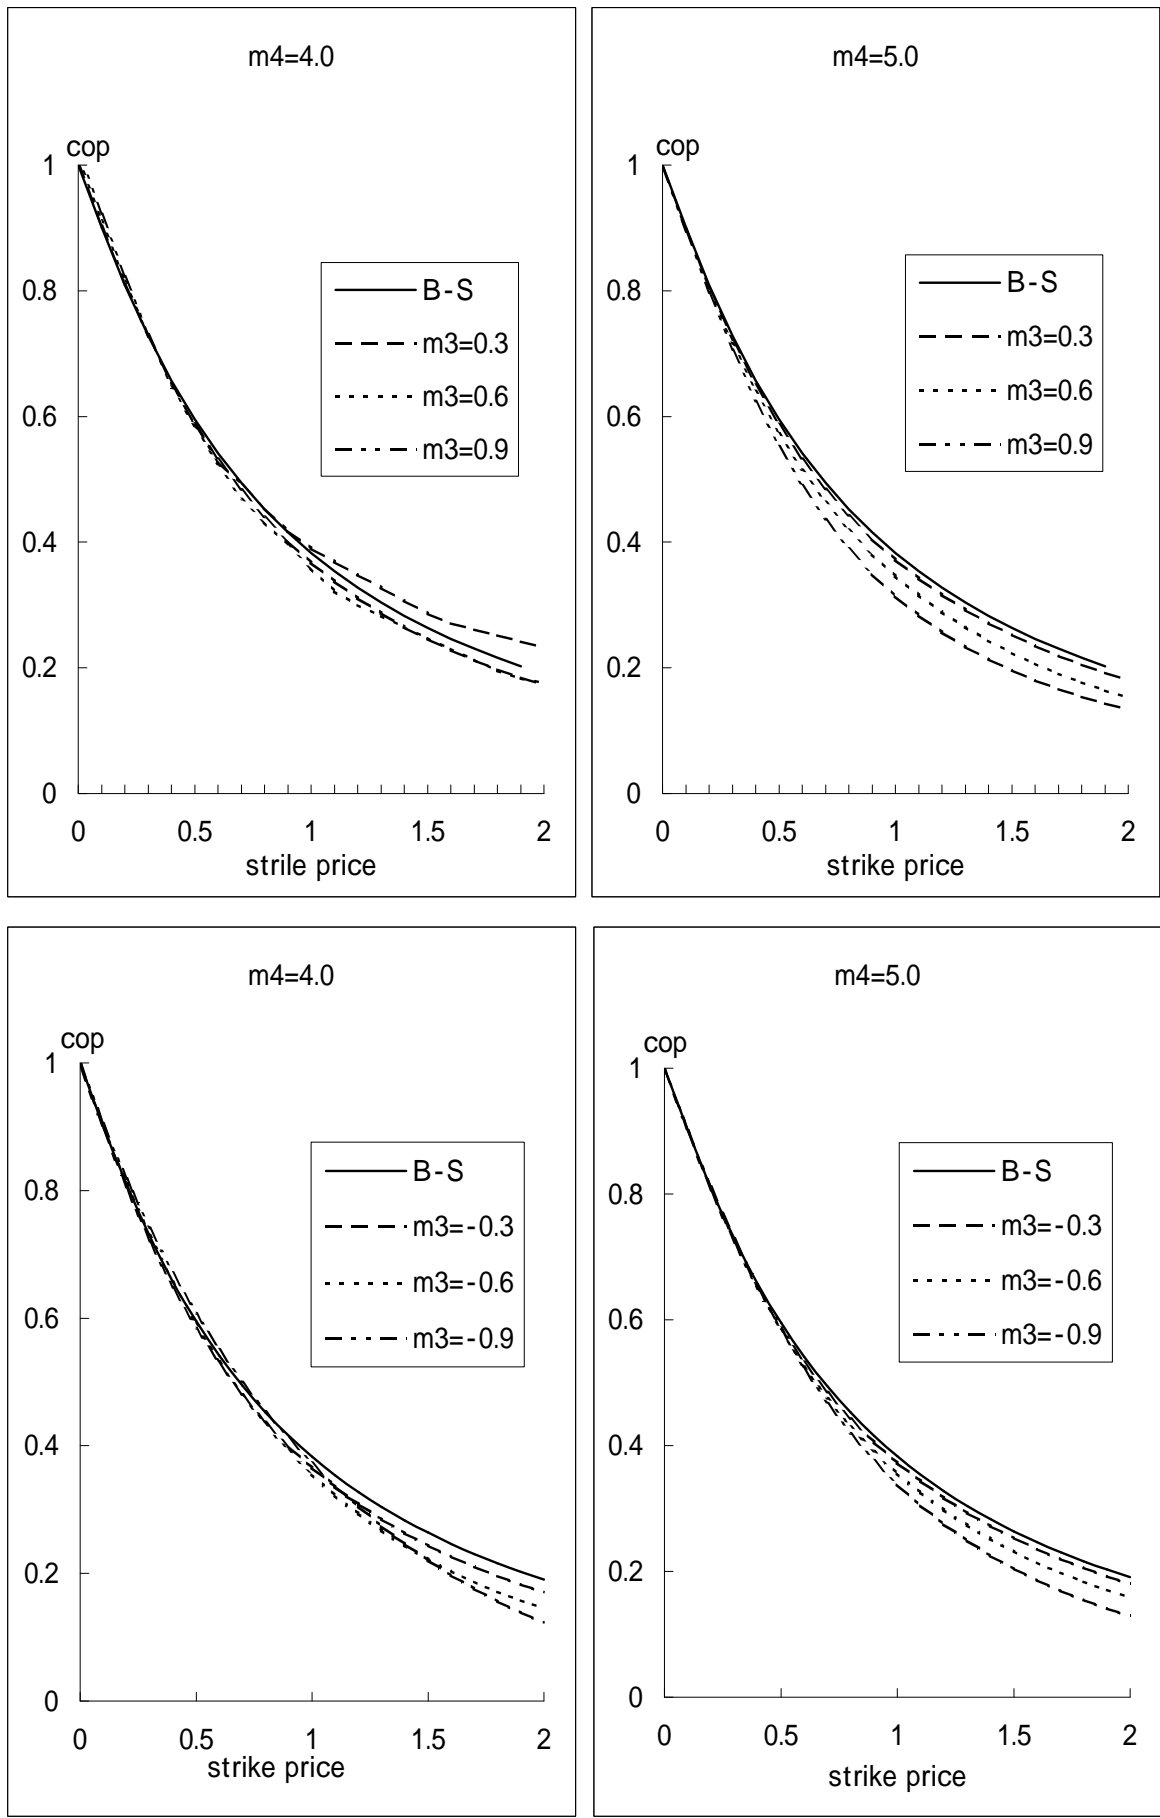 m4=4.0
cop
1
0.8
0.6
0.4
0.2
0
0 0.5 1 1.5 2
strile price
B-S
m3=0.3
m3=0.6
m3=0.9
m4=5.0
cop
1
0.8
0.6
0.4
0.2
0
0 0.5 1 1.5 2
strike price
B-S
m3=0.3
m3=0.6
m3=0.9
m4=4.0
cop
1
0.8
0.6
0.4
0.2
0
0 0.5 1 1.5 2
strike price
B-S
m3=-0.3
m3=-0.6
m3=-0.9
m4=5.0
cop
1
0.8
0.6
0.4
0.2
0
0 0.5 1 1.5 2
strike price
B-S
m3=-0.3
m3=-0.6
m3=-0.9